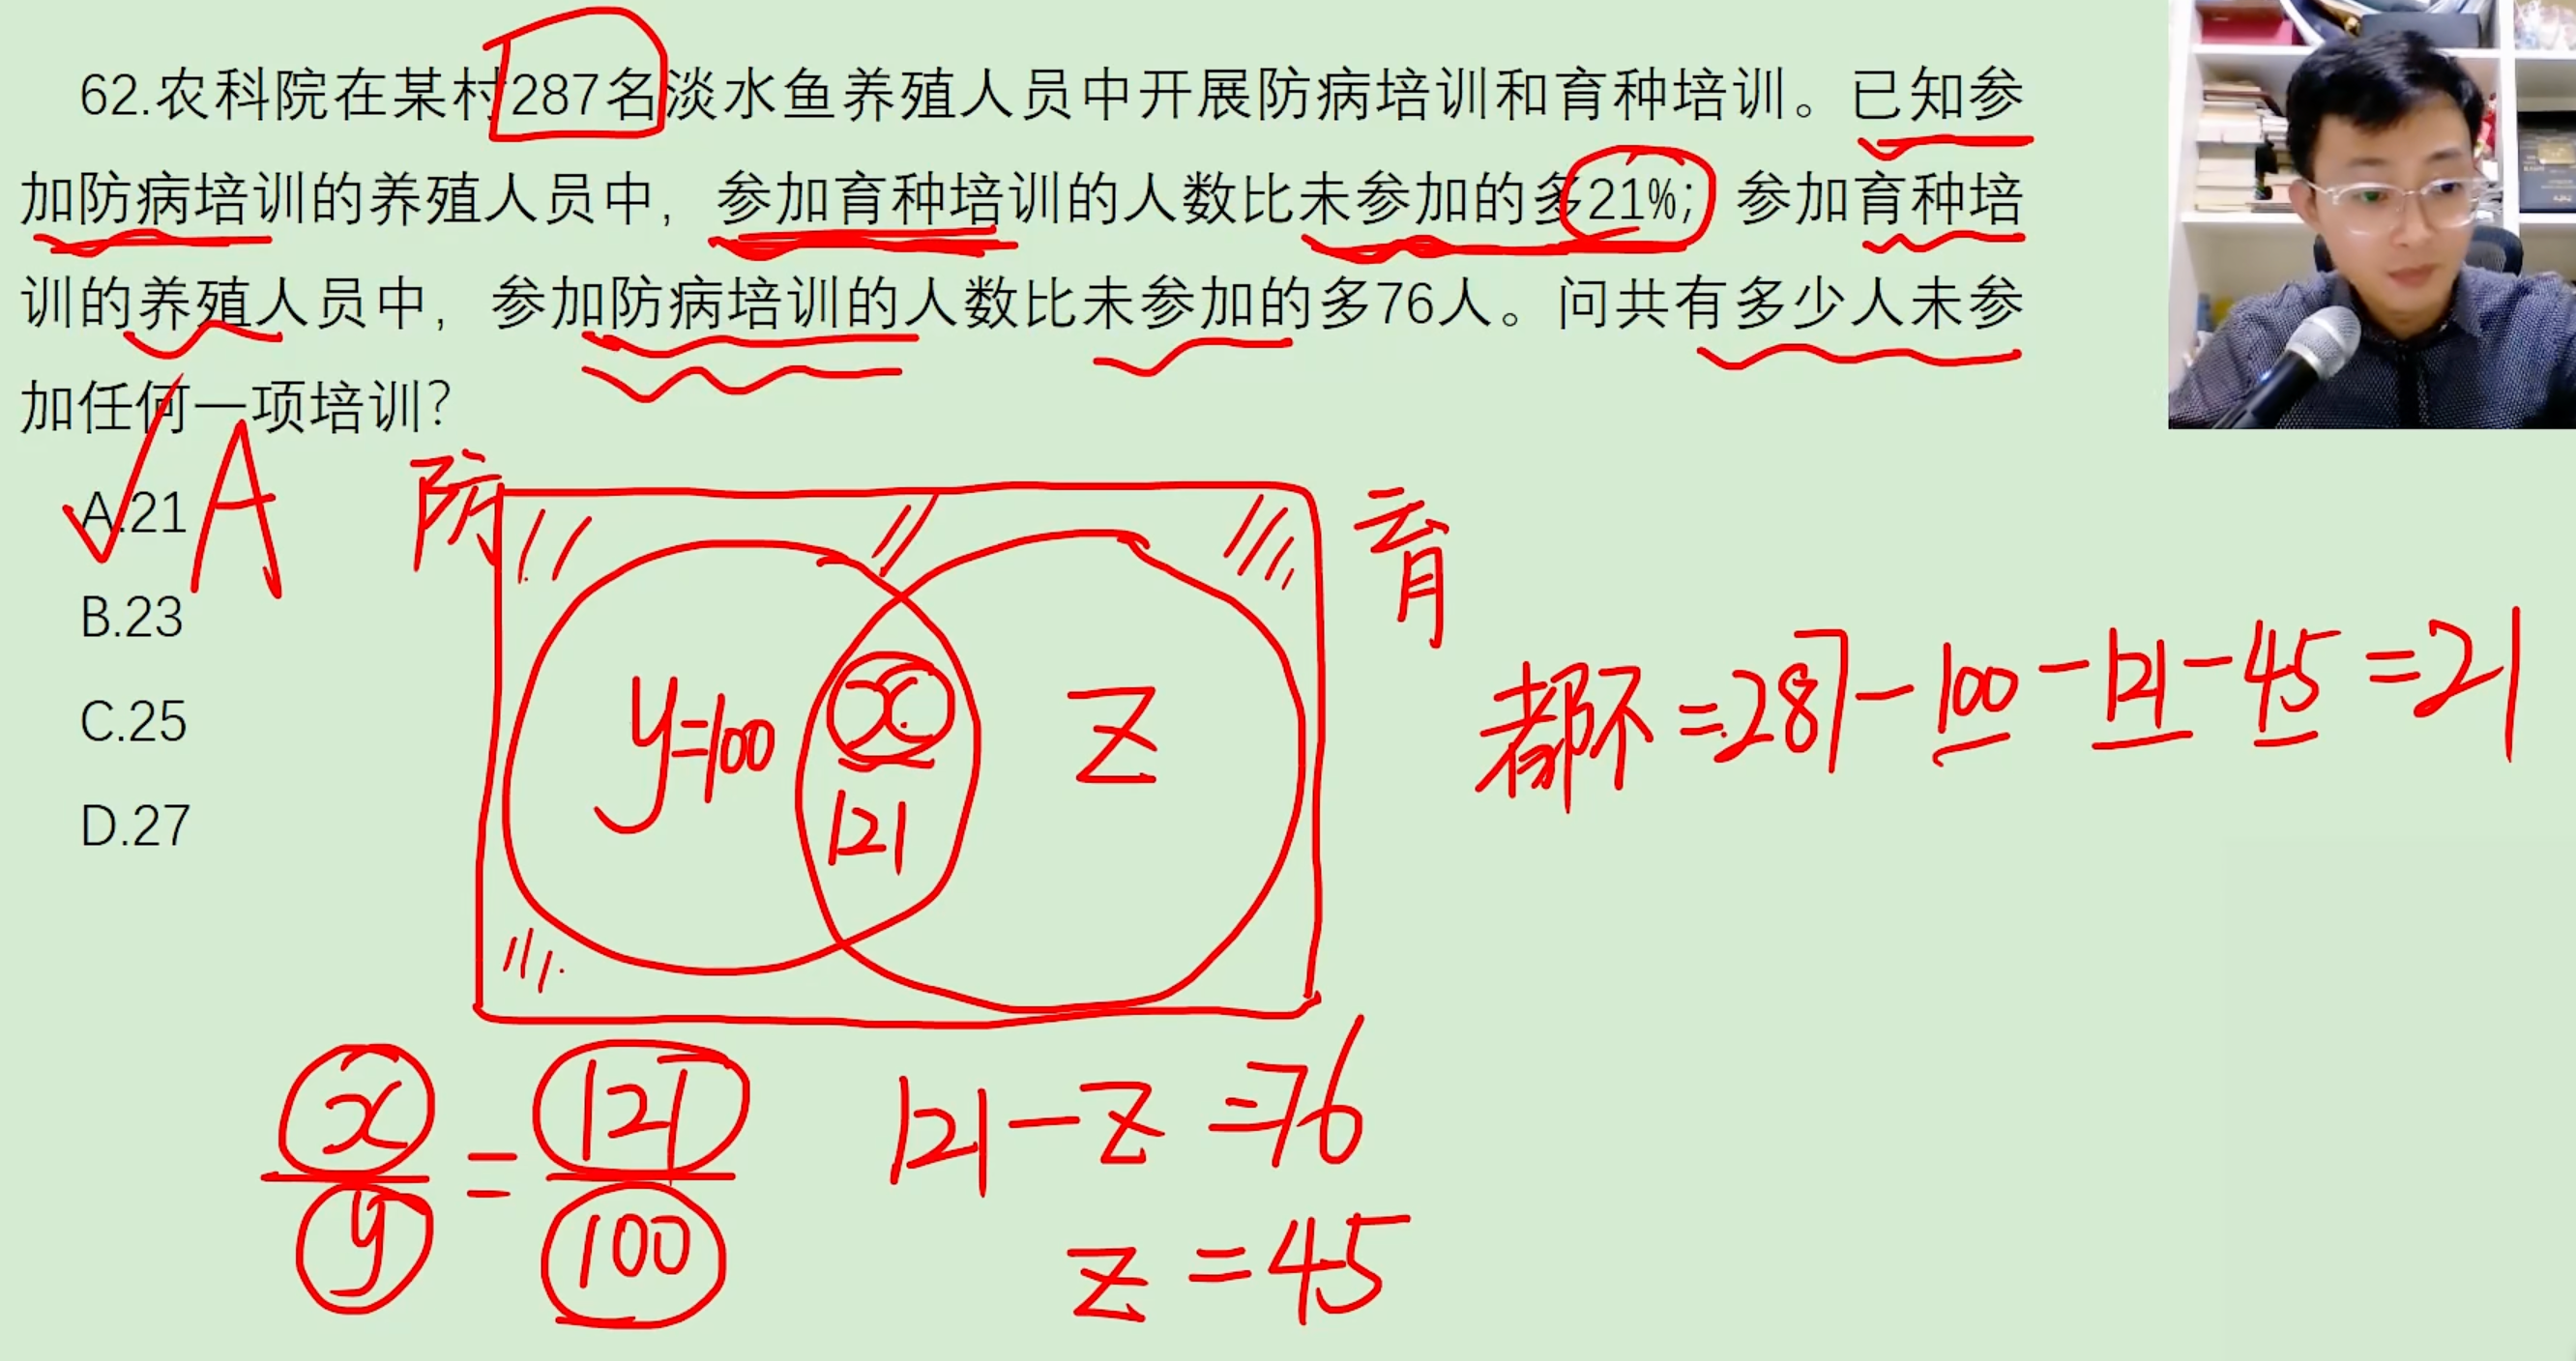 62.农科院在某村287名淡水鱼养殖人员中开展防病培训和育种培训。已知参
加防病培训的养殖人员中，参加育种培训的人数比未参加的多21%；参加育种培
训的养殖人员中，参加防病培训的人数比未参加的多76人。问共有多少人未参
加任何一项培训？
A.21
A
B.23
C.25
D.27
防
育
y=100
x
121
z
都不=287-100-121-45=21
x/y=121/100
121-z=76
z=45